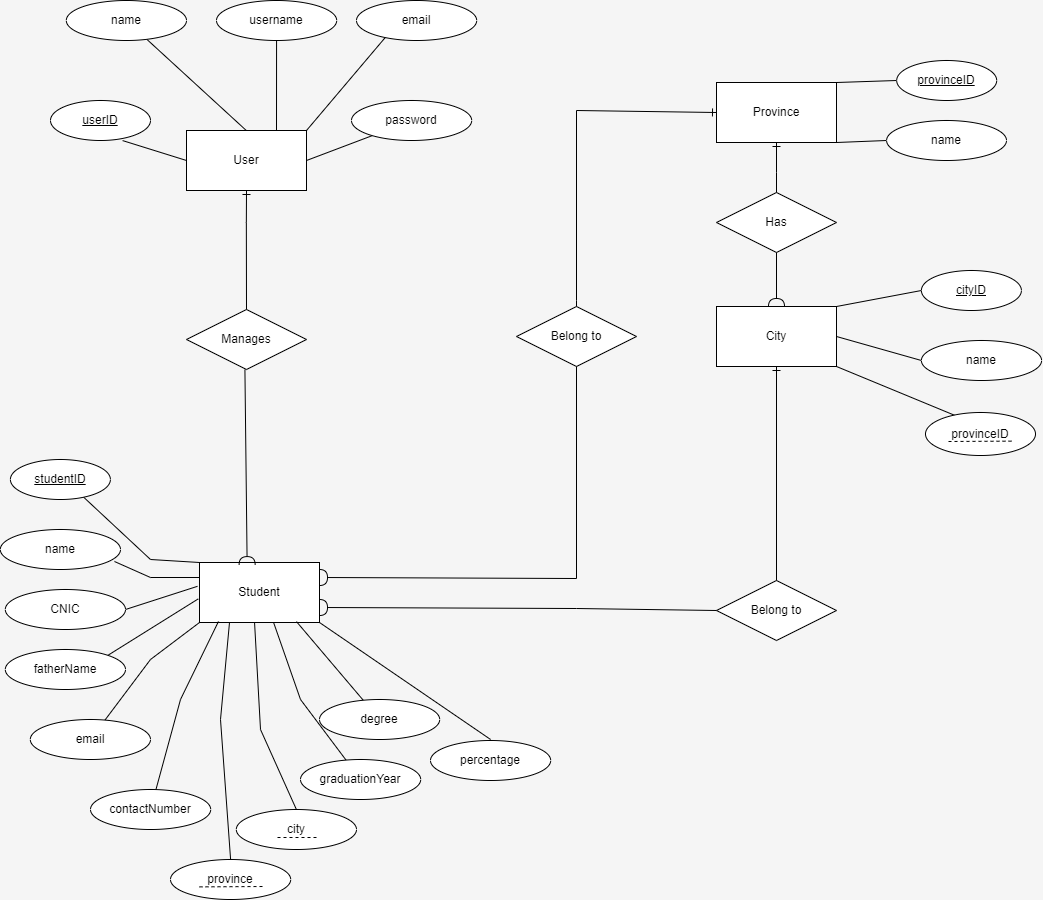 name
username
email
userID
password
User
provinceID
Province
name
Has
cityID
City
name
provinceID
Manages
Belong to
studentID
name
CNIC
fatherName
email
contactNumber
province
city
graduationYear
degree
percentage
Student
Belong to